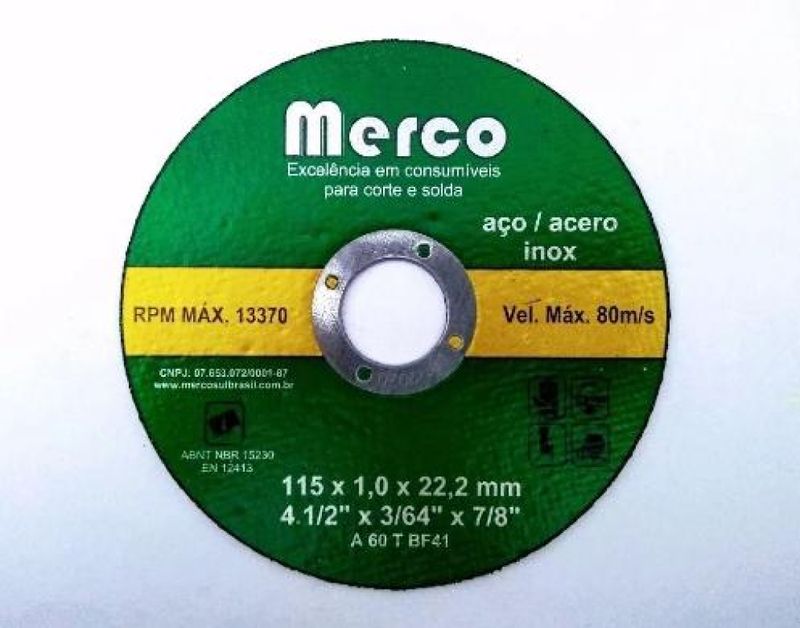 Merco
Excelência em consumíveis
para corte e solda
aço / acero
inox
RPM MÁX. 13370
Vel. Máx. 80m/s
CNPJ: 07.653.072/0001-87
www.mercosulbrasil.com.br
ABNT NBR 15230
EN 12413
115 x 1,0 x 22,2 mm
4.1/2" x 3/64" x 7/8"
A 60 T BF41